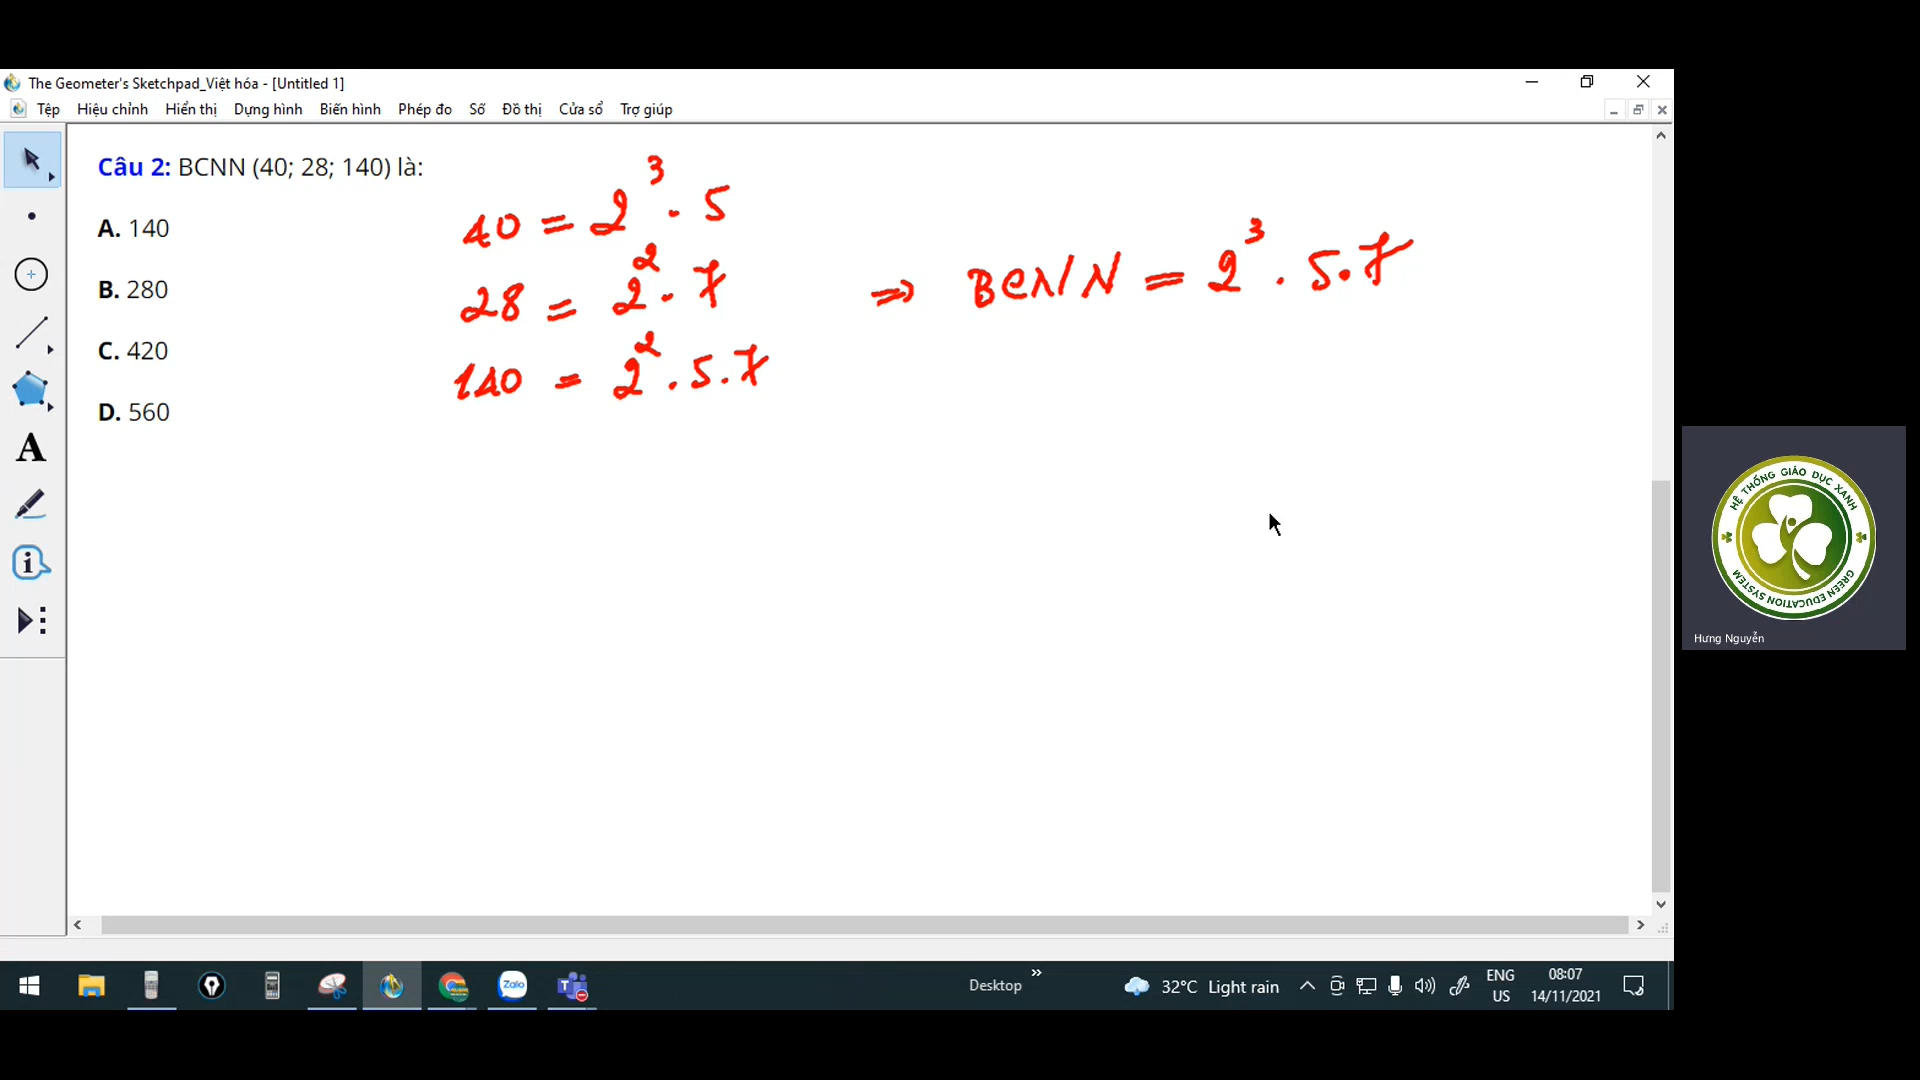 The Geometer's Sketchpad_Việt hóa - [Untitled 1]
Tệp Hiệu chỉnh Hiển thị Dựng hình Biến hình Phép đo Số Đồ thị Cửa sổ Trợ giúp
Câu 2: BCNN (40; 28; 140) là:
A. 140
B. 280
C. 420
D. 560
40 = 2³ . 5
28 = 2² . 7
140 = 2² . 5 . 7
⇒ BCNN = 2³ . 5 . 7
A
HỆ THỐNG GIÁO DỤC XANH
GREEN EDUCATION SYSTEM
Hưng Nguyễn
Zalo
T
Desktop
32°C Light rain
ENG
US
08:07
14/11/2021